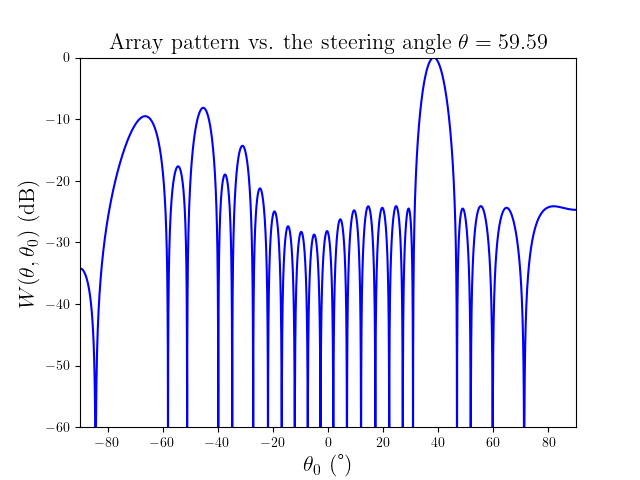 Array pattern vs. the steering angle θ = 59.59
W(θ, θ₀) (dB)
0
−10
−20
−30
−40
−50
−60
−80 −60 −40 −20 0 20 40 60 80
θ₀ (°)